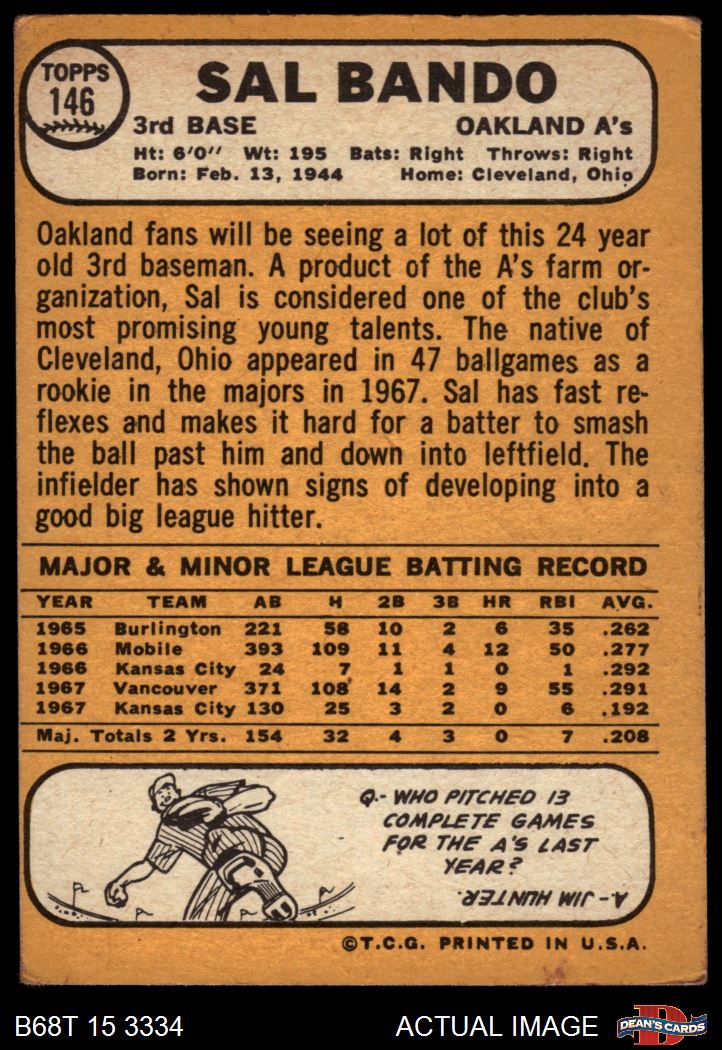 TOPPS
146
SAL BANDO
3rd BASE OAKLAND A's
Ht: 6'0'' Wt: 195 Bats: Right Throws: Right
Born: Feb. 13, 1944 Home: Cleveland, Ohio
Oakland fans will be seeing a lot of this 24 year
old 3rd baseman. A product of the A's farm or-
ganization, Sal is considered one of the club's
most promising young talents. The native of
Cleveland, Ohio appeared in 47 ballgames as a
rookie in the majors in 1967. Sal has fast re-
flexes and makes it hard for a batter to smash
the ball past him and down into leftfield. The
infielder has shown signs of developing into a
good big league hitter.
MAJOR & MINOR LEAGUE BATTING RECORD
YEAR TEAM AB H 2B 3B HR RBI AVG.
1965 Burlington 221 58 10 2 6 35 .262
1966 Mobile 393 109 11 4 12 50 .277
1966 Kansas City 24 7 1 1 0 1 .292
1967 Vancouver 371 108 14 2 9 55 .291
1967 Kansas City 130 25 3 2 0 6 .192
Maj. Totals 2 Yrs. 154 32 4 3 0 7 .208
Q.- WHO PITCHED 13
COMPLETE GAMES
FOR THE A'S LAST
YEAR?
A. - JIM HUNTER.
©T.C.G. PRINTED IN U.S.A.
B68T 15 3334 ACTUAL IMAGE DEAN'S CARDS